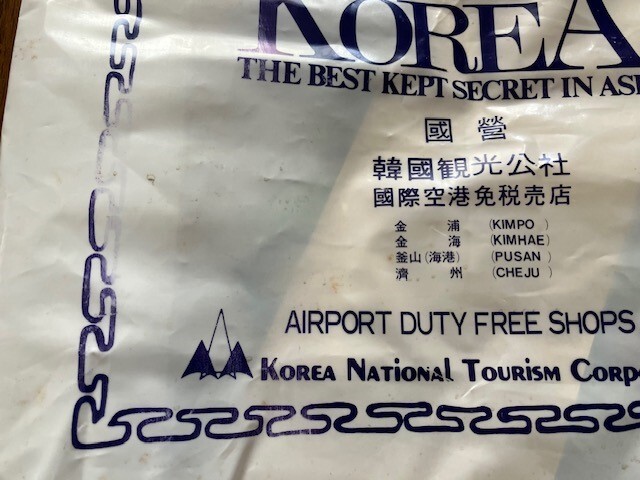 KOREA
THE BEST KEPT SECRET IN ASI
國營
韓國観光公社
國際空港免税売店
金浦 (KIMPO)
金海 (KIMHAE)
釜山(海港) (PUSAN)
濟州 (CHEJU)
AIRPORT DUTY FREE SHOPS
KOREA NATIONAL TOURISM CORP